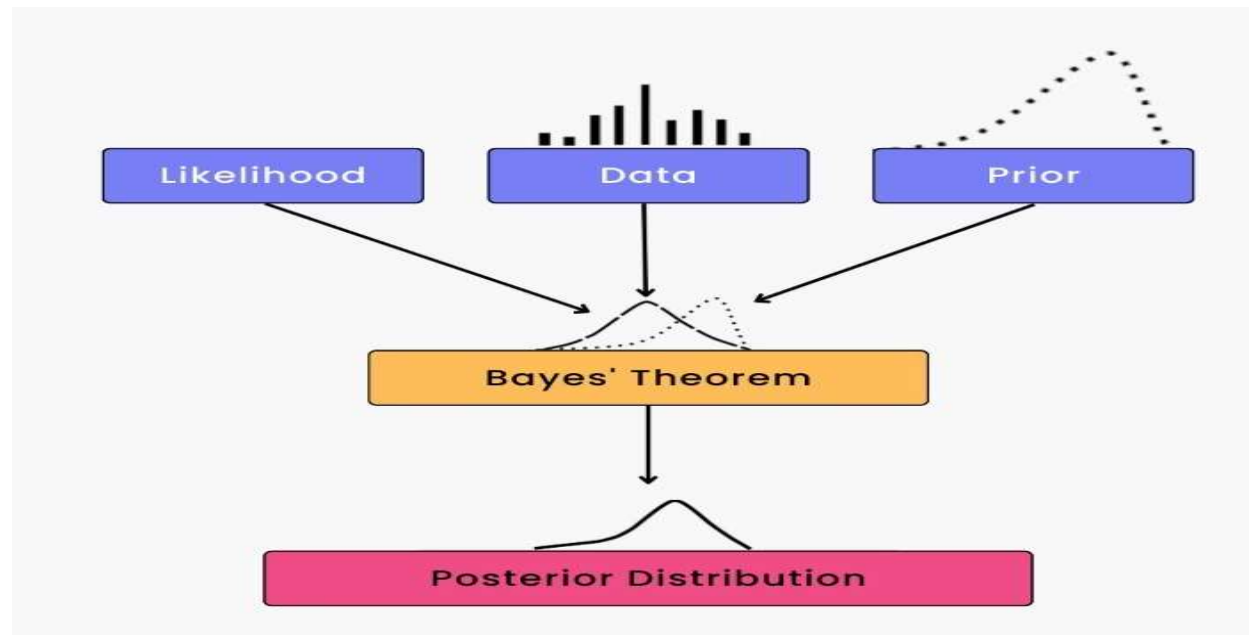 Likelihood
Data
Prior
Bayes' Theorem
Posterior Distribution